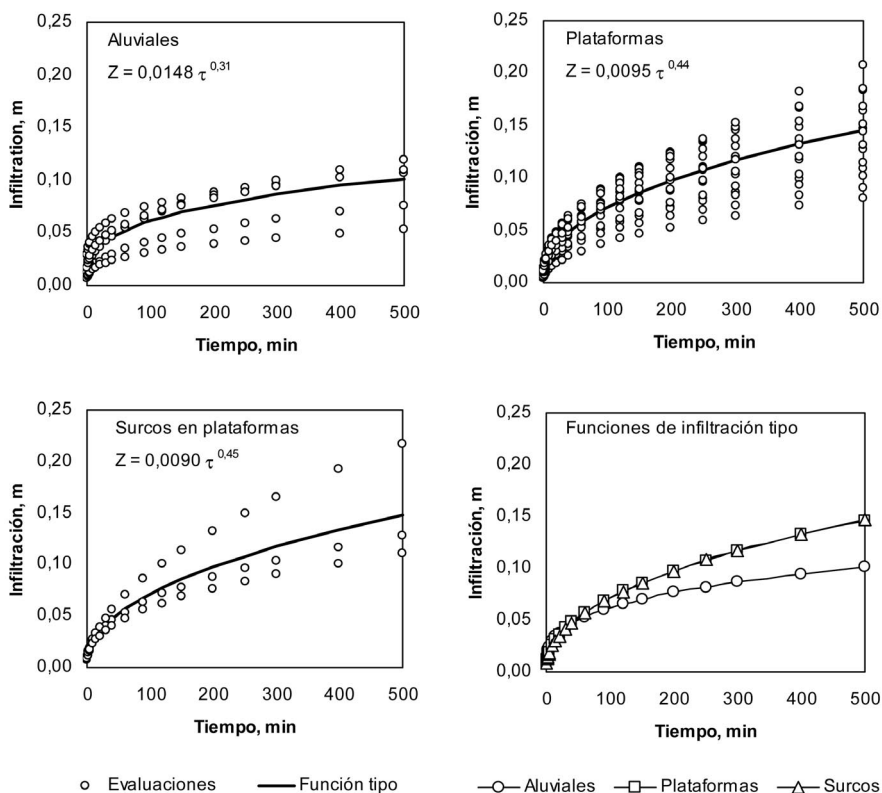 Aluviales
Z = 0,0148 τ^0,31
0,25
0,20
0,15
0,10
0,05
0,00
Infiltration, m
0 100 200 300 400 500
Tiempo, min
Plataformas
Z = 0,0095 τ^0,44
0,25
0,20
0,15
0,10
0,05
0,00
Infiltración, m
0 100 200 300 400 500
Tiempo, min
Surcos en plataformas
Z = 0,0090 τ^0,45
0,25
0,20
0,15
0,10
0,05
0,00
Infiltración, m
0 100 200 300 400 500
Tiempo, min
Funciones de infiltración tipo
0,25
0,20
0,15
0,10
0,05
0,00
Infiltración, m
0 100 200 300 400 500
Tiempo, min
Evaluaciones Función tipo
Aluviales Plataformas Surcos